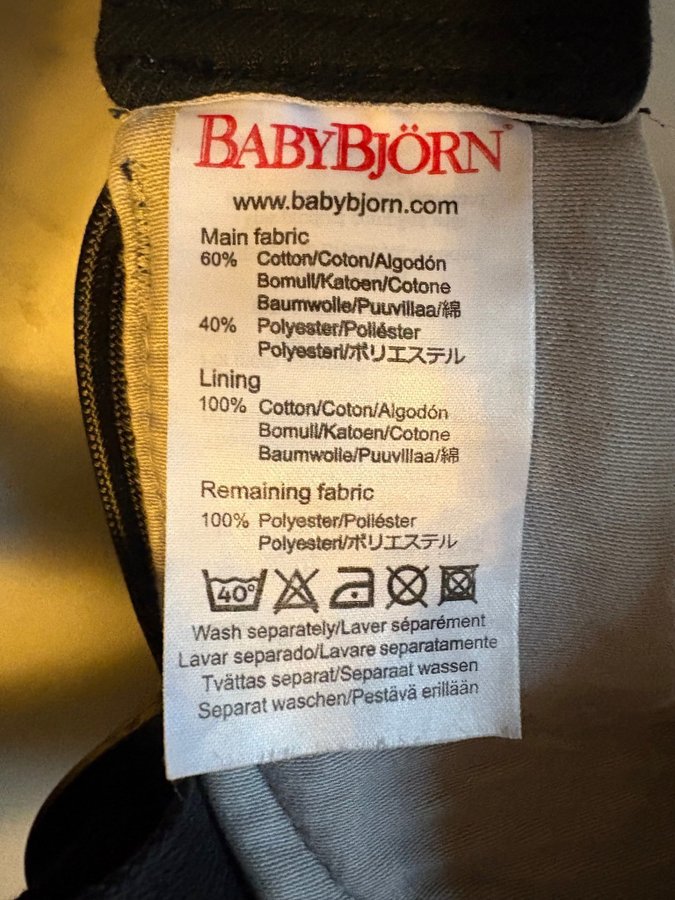 BABYBJÖRN
www.babybjorn.com
Main fabric
60% Cotton/Coton/Algodón
Bomull/Katoen/Cotone
Baumwolle/Puuvillaa/綿
40% Polyester/Poliéster
Polyesteri/ポリエステル
Lining
100% Cotton/Coton/Algodón
Bomull/Katoen/Cotone
Baumwolle/Puuvillaa/綿
Remaining fabric
100% Polyester/Poliéster
Polyesteri/ポリエステル
40°
Wash separately/Laver séparément
Lavar separado/Lavare separatamente
Tvättas separat/Separaat wassen
Separat waschen/Pestävä erillään